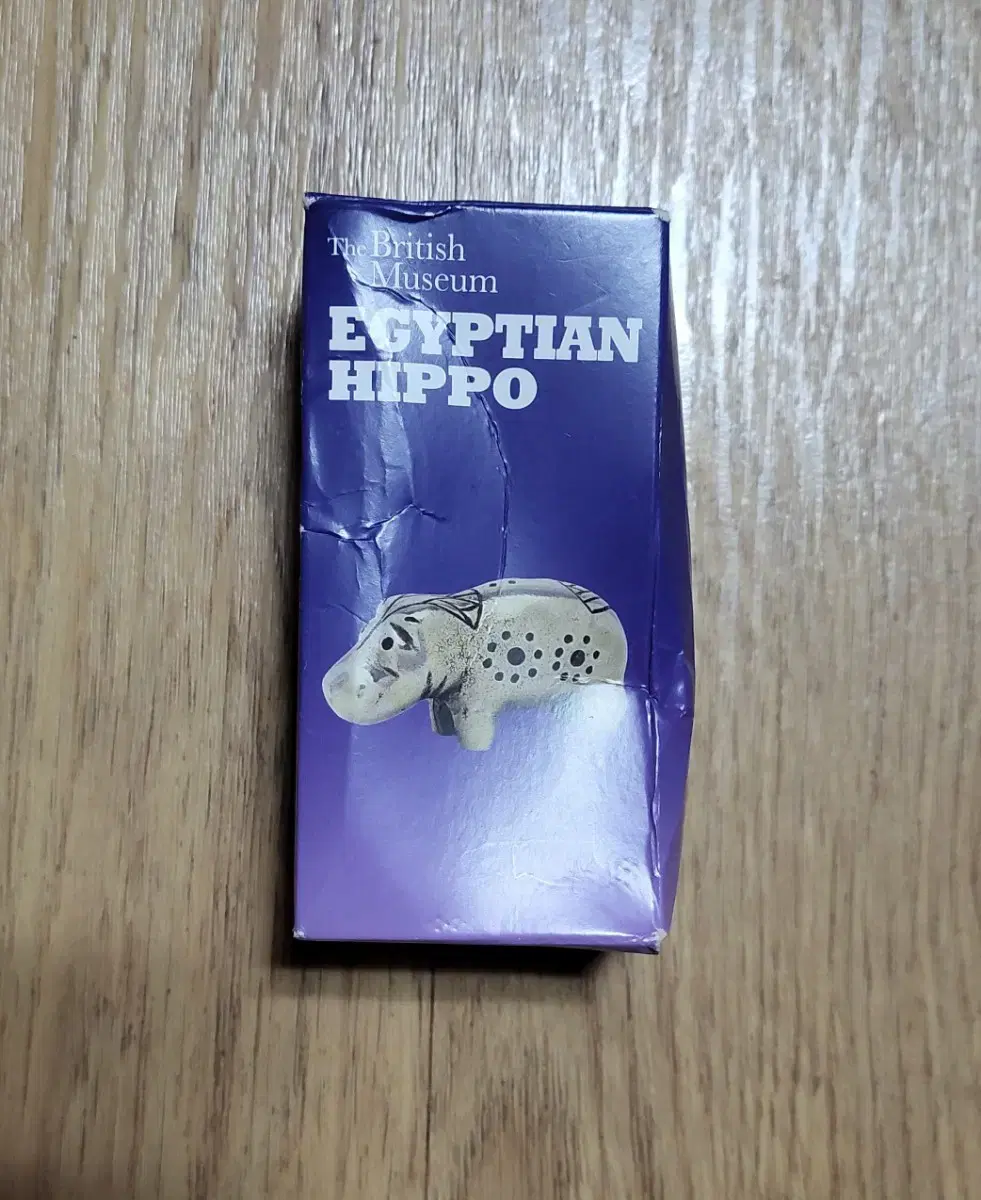 The British
Museum
EGYPTIAN
HIPPO